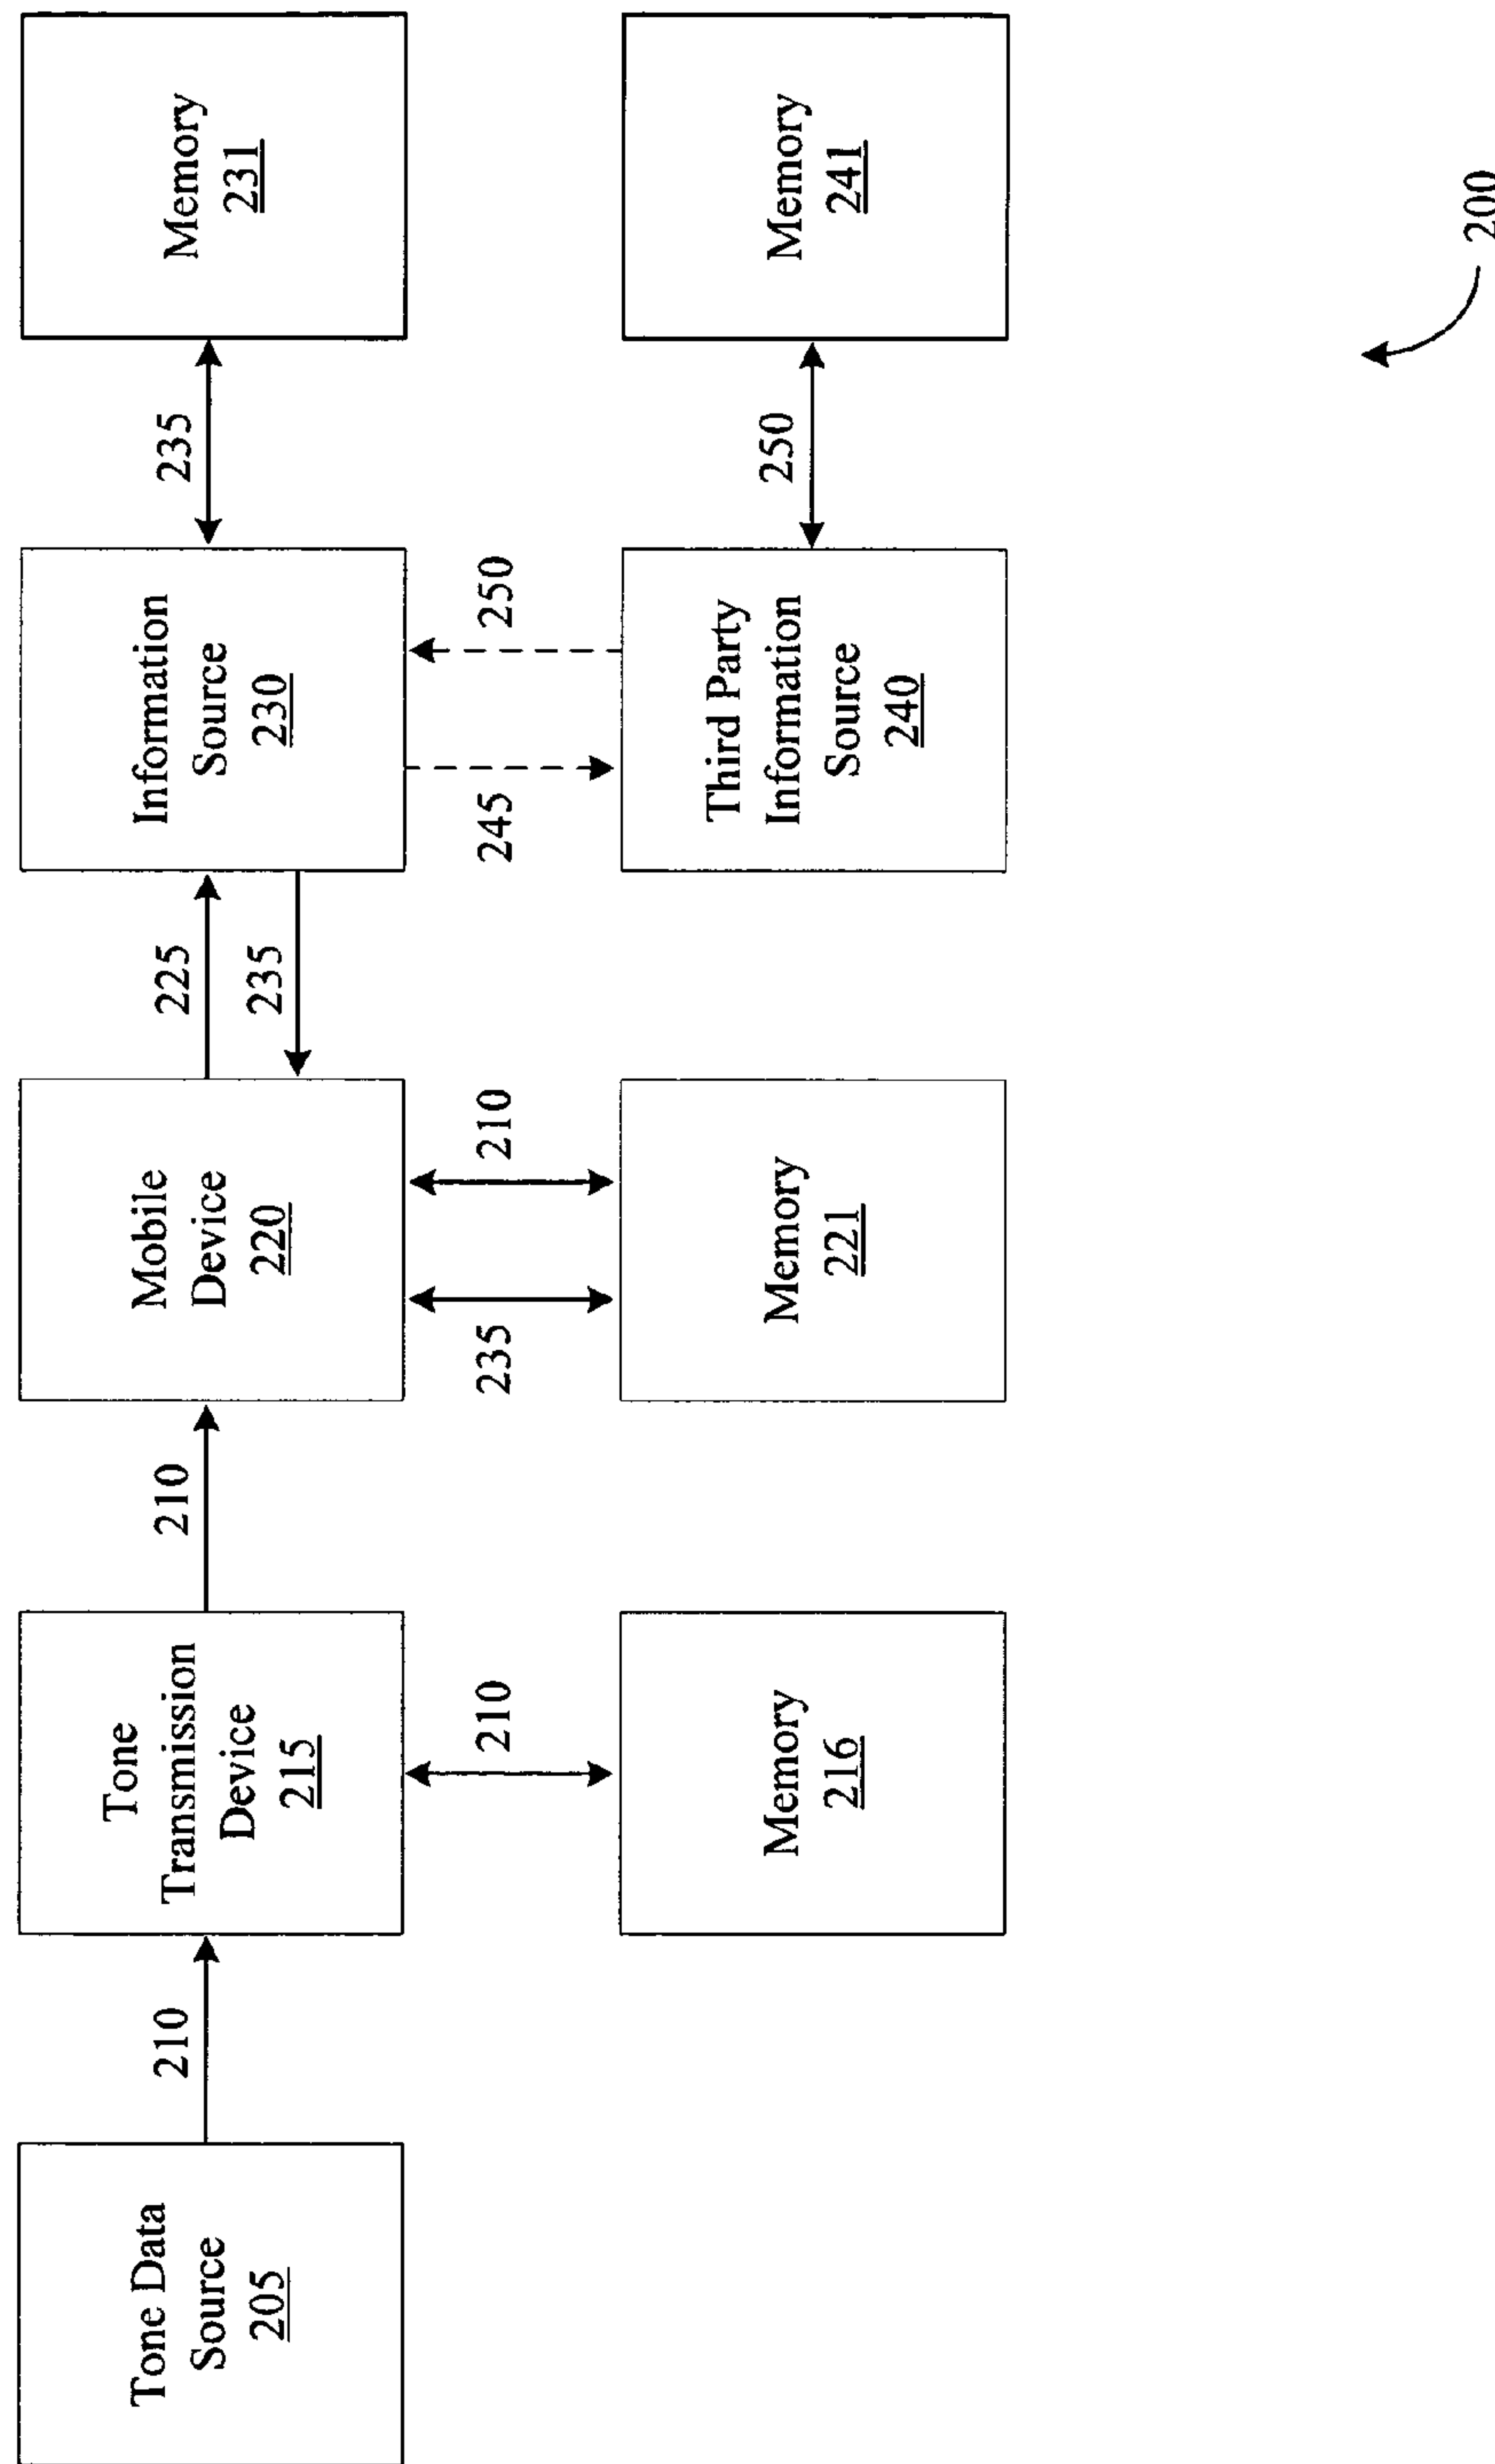 Tone Data
Source
205
210
Tone
Transmission
Device
215
210
Memory
216
210
Mobile
Device
220
235
210
Memory
221
225
235
Information
Source
230
245
250
Third Party
Information
Source
240
235
Memory
231
250
Memory
241
200